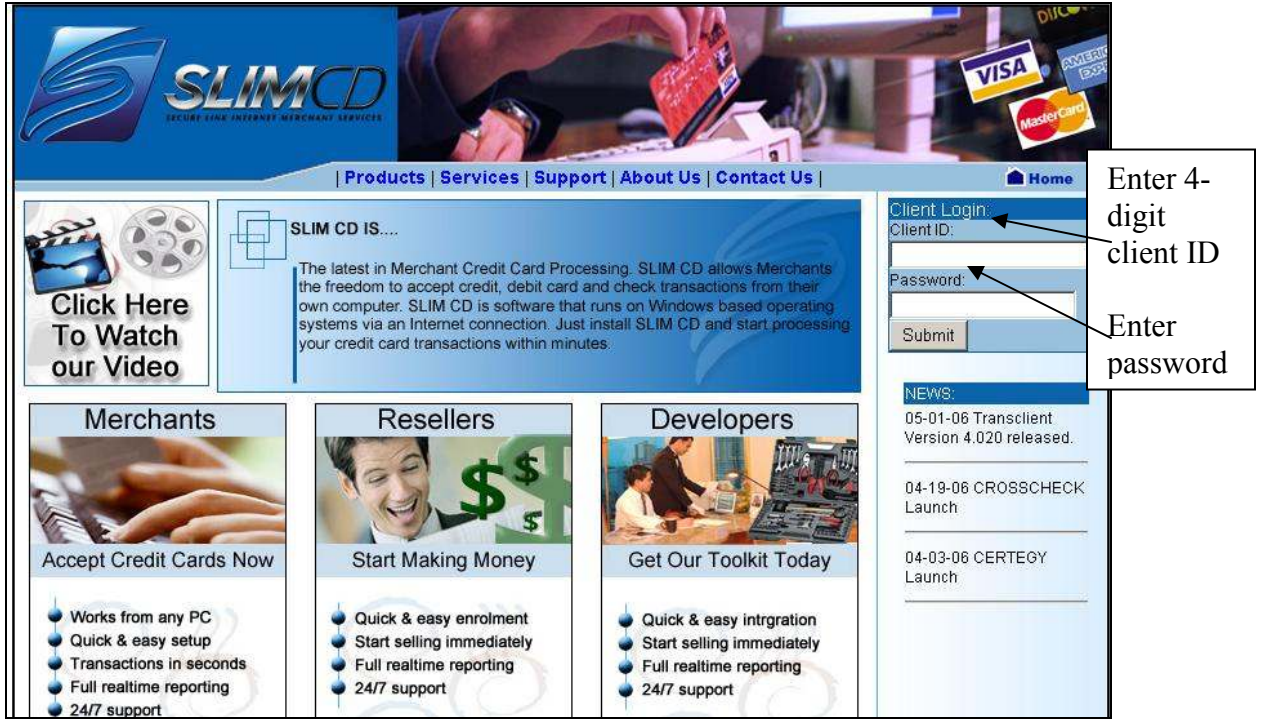 SLIMCD
SECURE LINK INTERNET MERCHANT SERVICES
VISA
MasterCard
| Products | Services | Support | About Us | Contact Us |
Home
Click Here
To Watch
our Video
SLIM CD IS....
The latest in Merchant Credit Card Processing. SLIM CD allows Merchants
the freedom to accept credit, debit card and check transactions from their
own computer. SLIM CD is software that runs on Windows based operating
systems via an Internet connection. Just install SLIM CD and start processing
your credit card transactions within minutes.
Client Login:
Client ID:
Password:
Submit
Enter 4-
digit
client ID
Enter
password
Merchants
Accept Credit Cards Now
Works from any PC
Quick & easy setup
Transactions in seconds
Full realtime reporting
24/7 support
Resellers
$
$
$
Start Making Money
Quick & easy enrolment
Start selling immediately
Full realtime reporting
24/7 support
Developers
Get Our Toolkit Today
Quick & easy intrgration
Start selling immediately
Full realtime reporting
24/7 support
NEWS:
05-01-06 Transclient
Version 4.020 released.
04-19-06 CROSSCHECK
Launch
04-03-06 CERTEGY
Launch